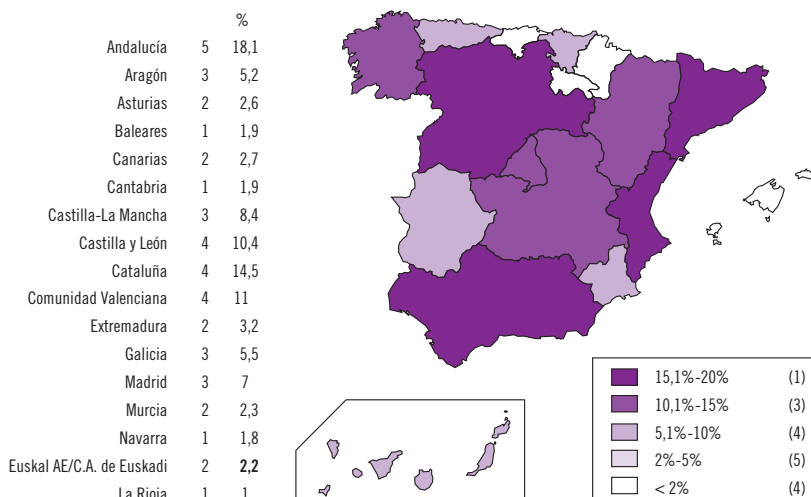 %
Andalucía 5 18,1
Aragón 3 5,2
Asturias 2 2,6
Baleares 1 1,9
Canarias 2 2,7
Cantabria 1 1,9
Castilla-La Mancha 3 8,4
Castilla y León 4 10,4
Cataluña 4 14,5
Comunidad Valenciana 4 11
Extremadura 2 3,2
Galicia 3 5,5
Madrid 3 7
Murcia 2 2,3
Navarra 1 1,8
Euskal AE/C.A. de Euskadi 2 2,2
La Rioja 1 1
15,1%-20% (1)
10,1%-15% (3)
5,1%-10% (4)
2%-5% (5)
< 2% (4)